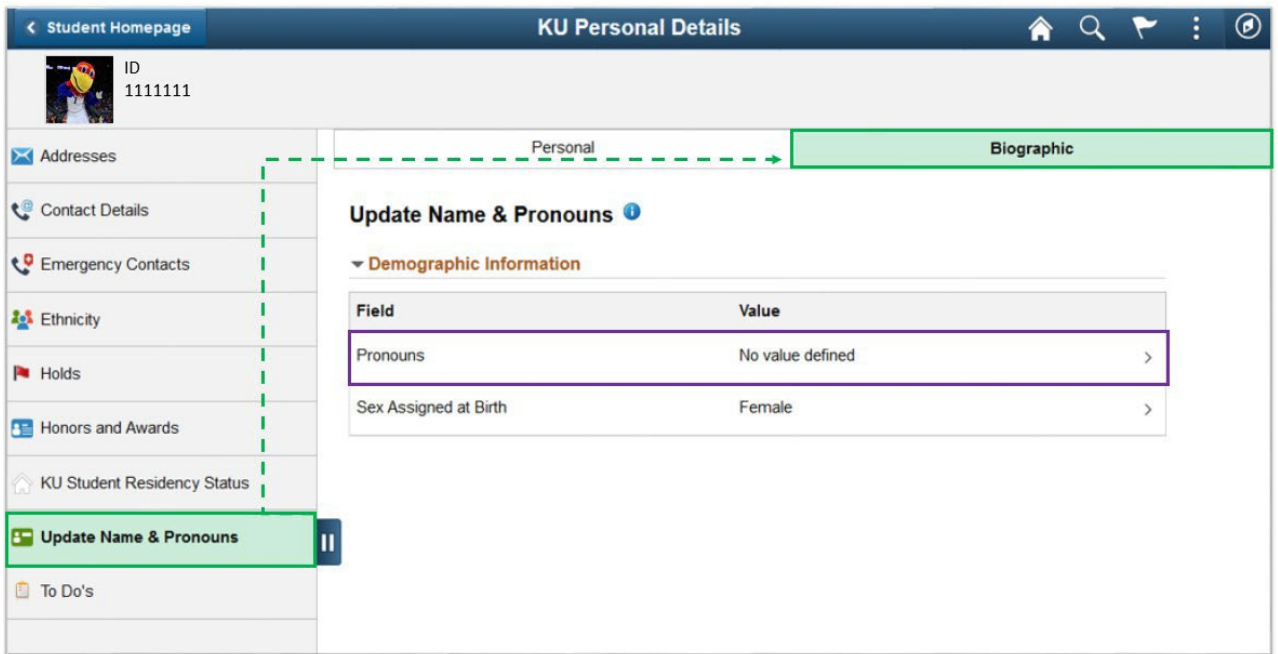 Student Homepage
KU Personal Details
ID
1111111
Addresses
Contact Details
Emergency Contacts
Ethnicity
Holds
Honors and Awards
KU Student Residency Status
Update Name & Pronouns
To Do's
Personal
Biographic
Update Name & Pronouns
Demographic Information
Field Value
Pronouns No value defined
Sex Assigned at Birth Female